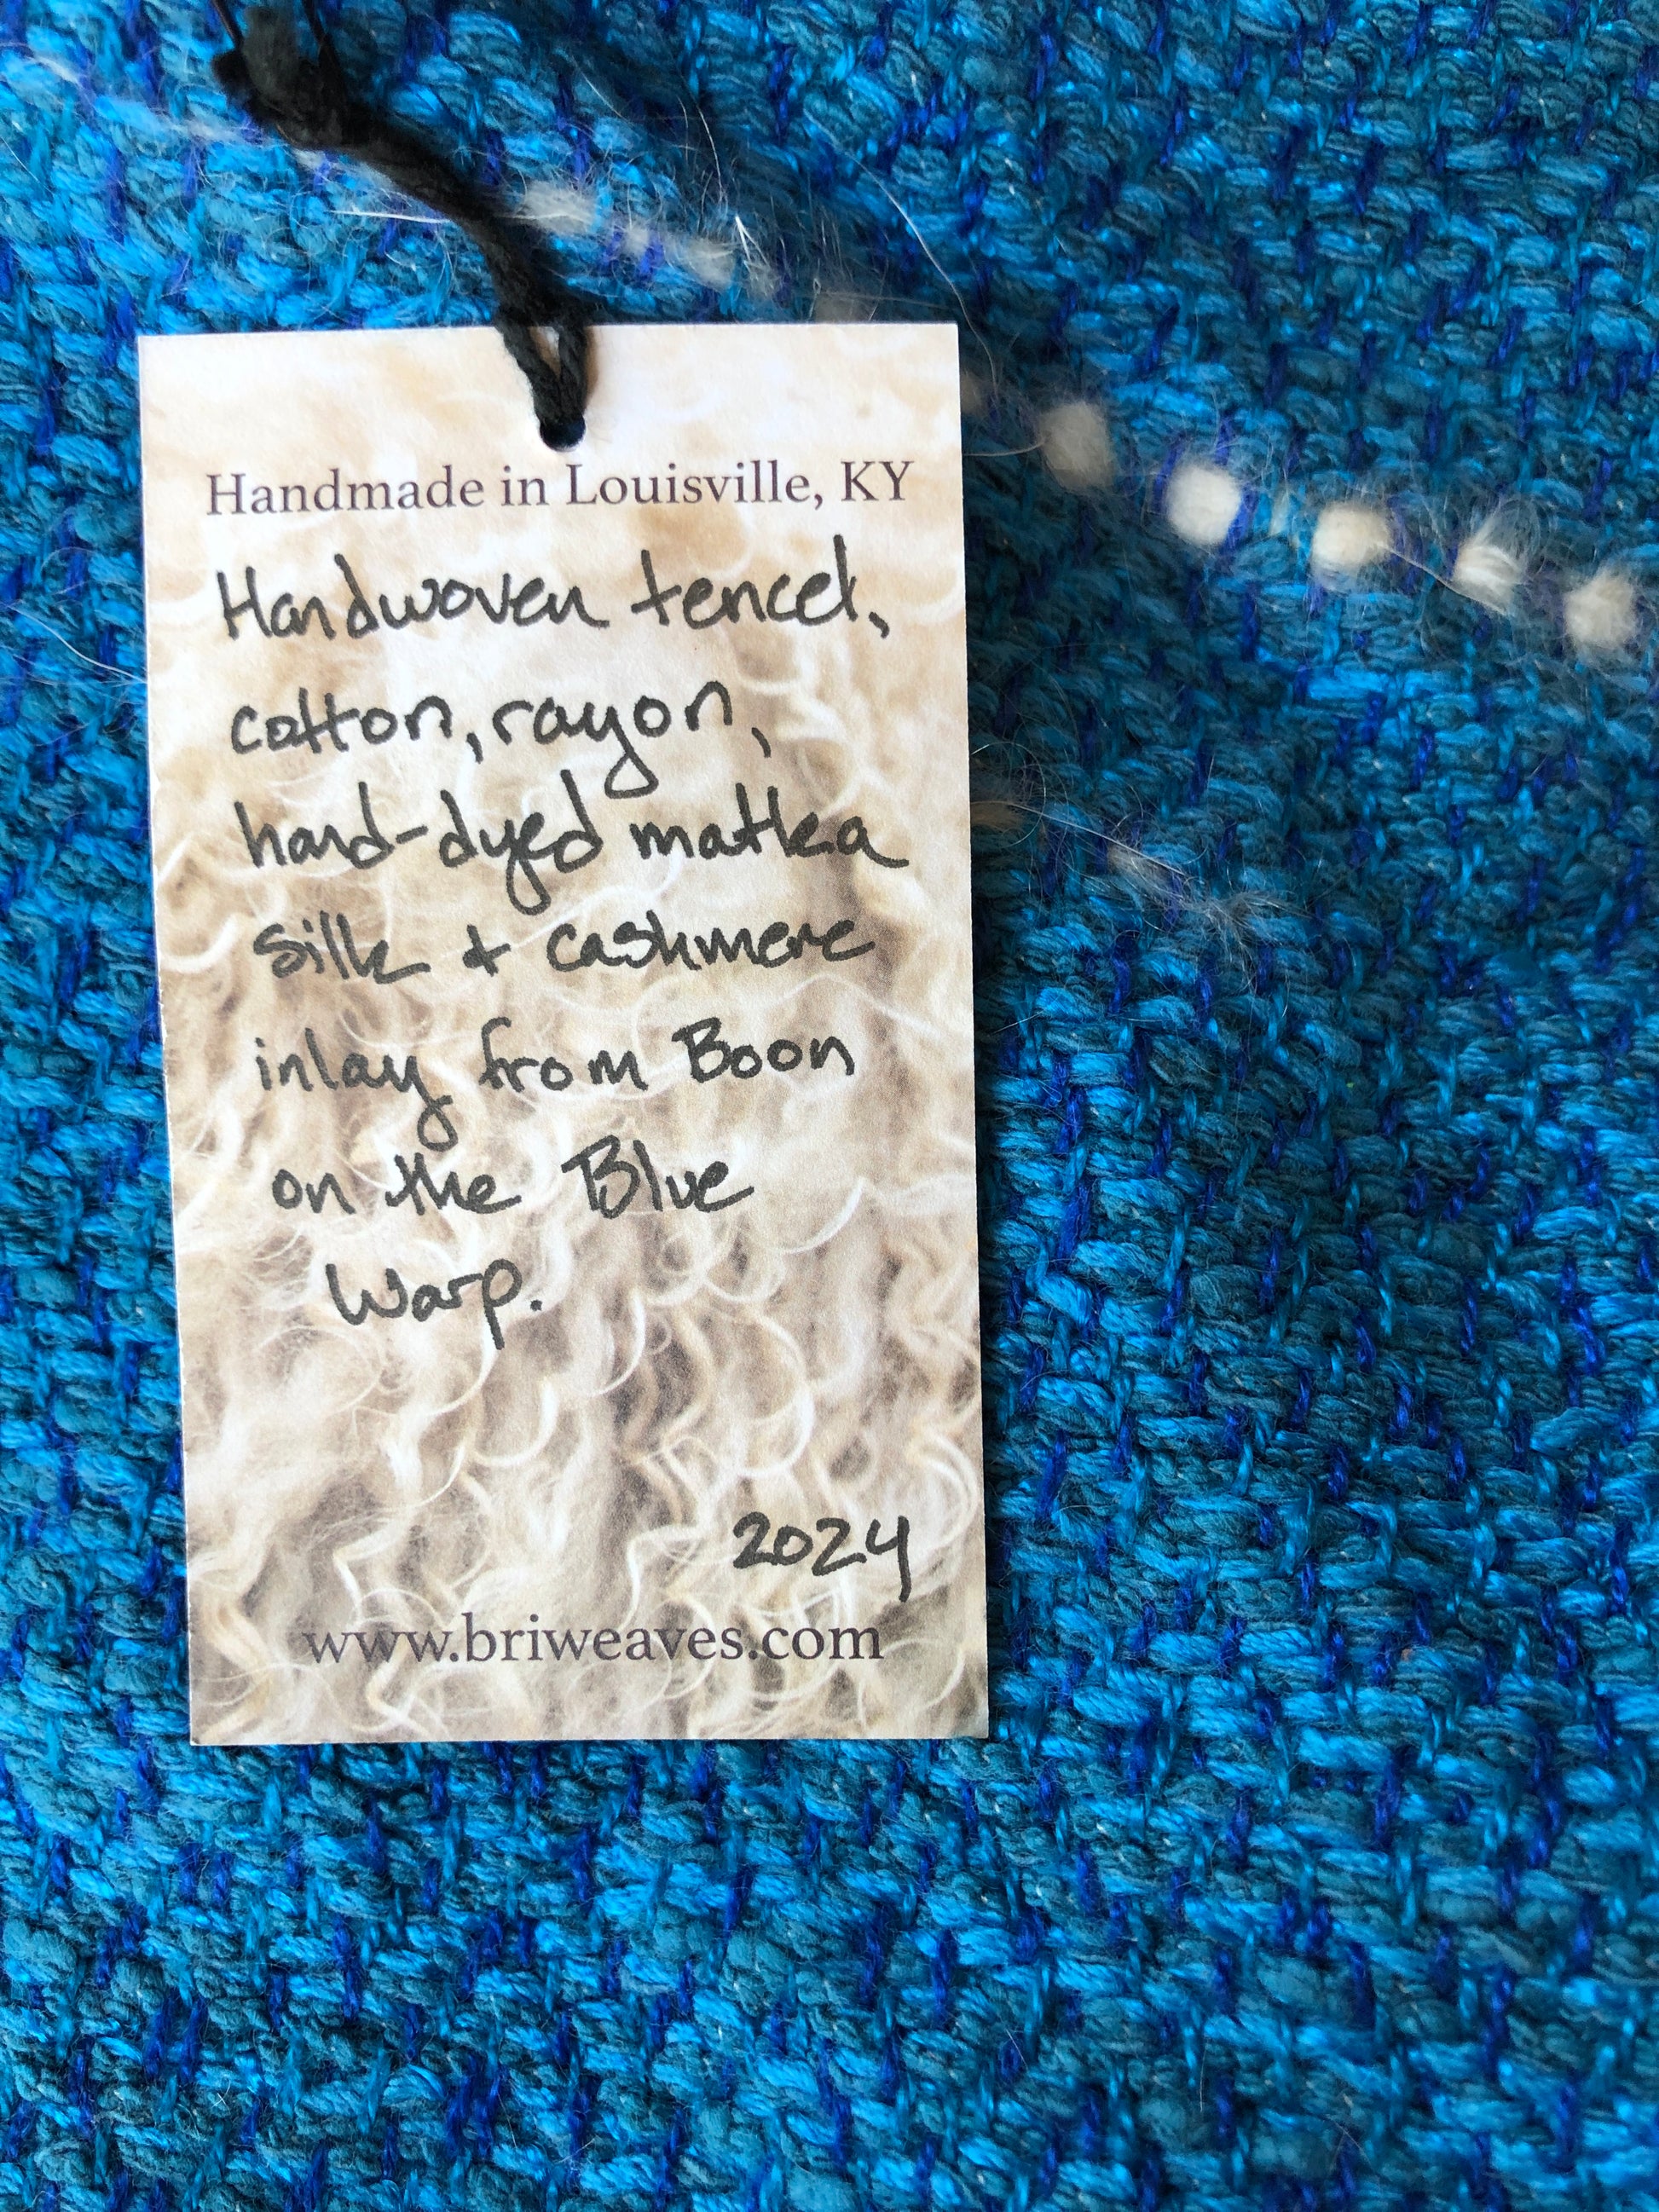 Handmade in Louisville, KY
Handwoven tencel,
cotton, rayon,
hand-dyed matka
silk + cashmere
inlay from Boon
on the Blue
Warp.
2024
www.briweaves.com